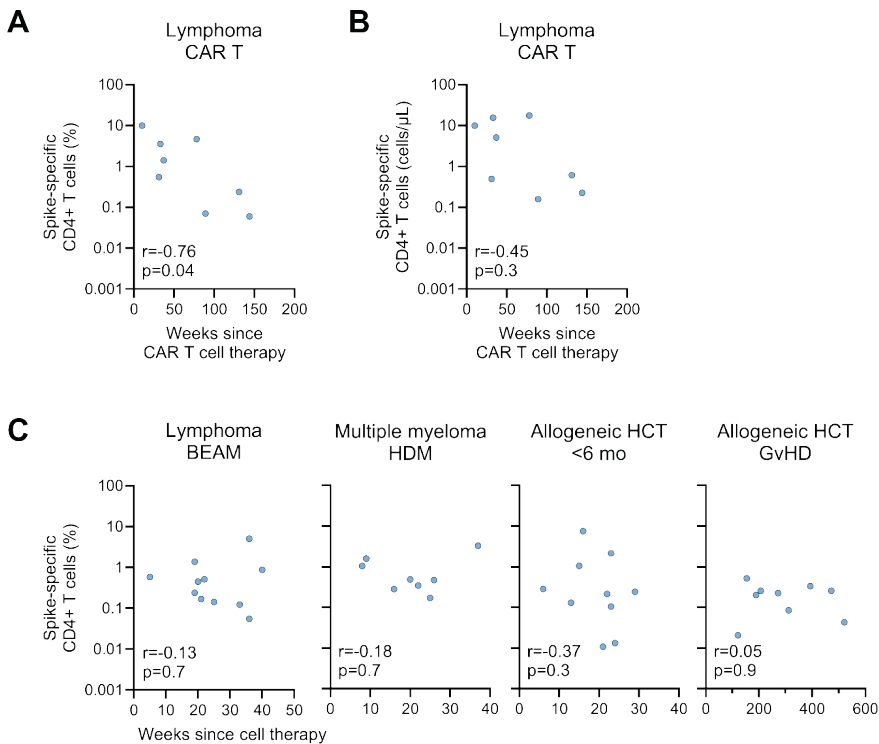 A
Lymphoma
CAR T
Spike-specific
CD4+ T cells (%)
100
10
1
0.1
0.01
0.001
r=-0.76
p=0.04
0 50 100 150 200
Weeks since
CAR T cell therapy
B
Lymphoma
CAR T
Spike-specific
CD4+ T cells (cells/µL)
100
10
1
0.1
0.01
0.001
r=-0.45
p=0.3
0 50 100 150 200
Weeks since
CAR T cell therapy
C
Lymphoma
BEAM
Spike-specific
CD4+ T cells (%)
100
10
1
0.1
0.01
0.001
r=-0.13
p=0.7
0 10 20 30 40 50
Weeks since cell therapy
Multiple myeloma
HDM
r=-0.18
p=0.7
0 10 20 30 40
Allogeneic HCT
<6 mo
r=-0.37
p=0.3
0 10 20 30 40
Allogeneic HCT
GvHD
r=0.05
p=0.9
0 200 400 600